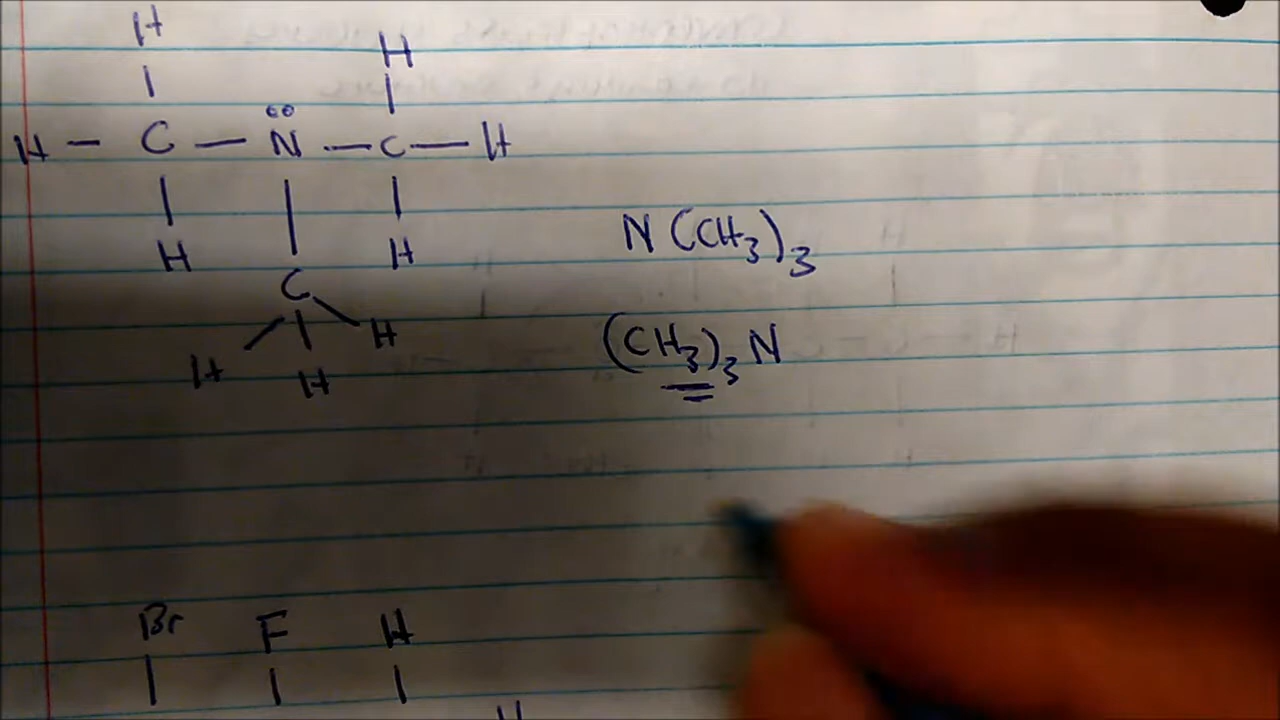 H
H
H — C — N̈ — C — H
H H
N(CH₃)₃
C
H H H
(CH₃)₃N
Br F H
H